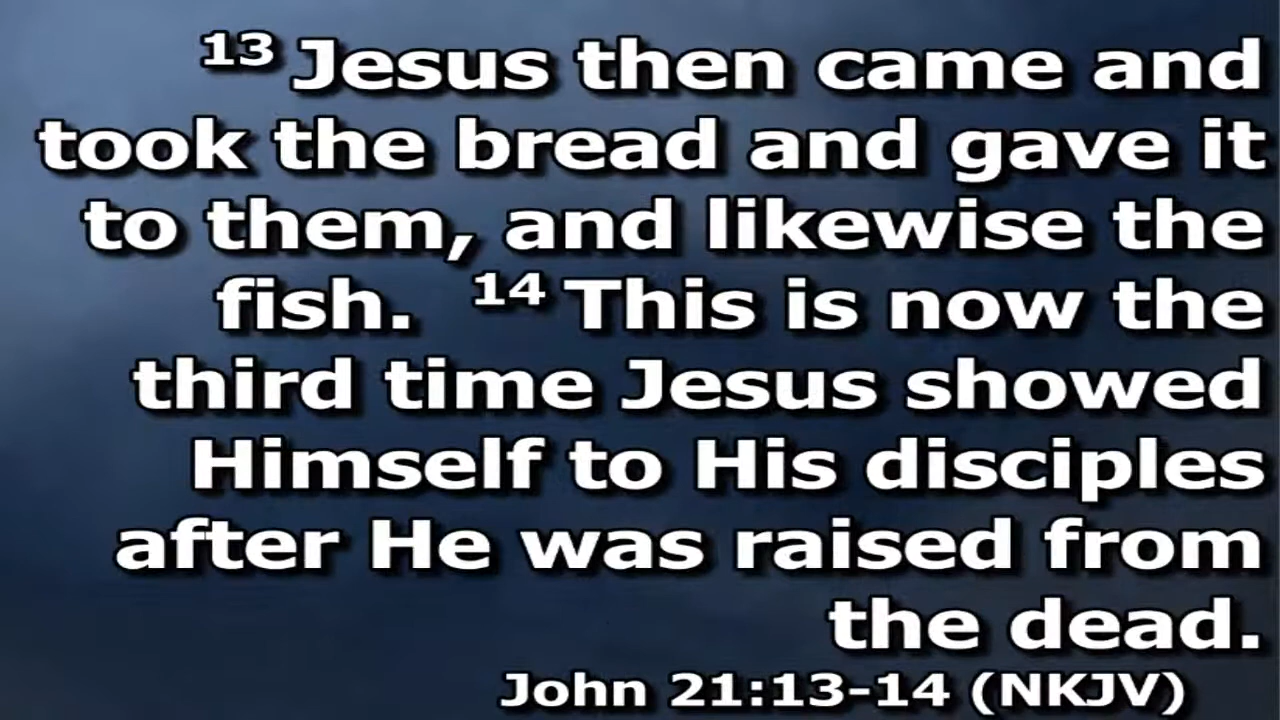 13 Jesus then came and
took the bread and gave it
to them, and likewise the
fish. 14 This is now the
third time Jesus showed
Himself to His disciples
after He was raised from
the dead.
John 21:13-14 (NKJV)